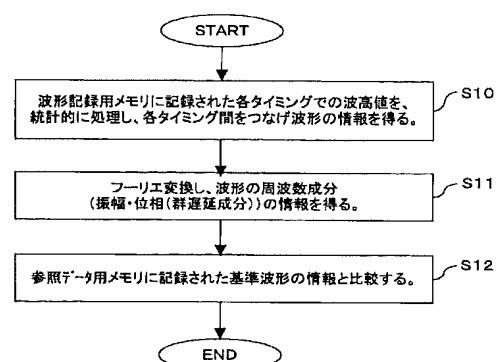 START
波形記録用メモリに記録された各タイミングでの波高値を、
統計的に処理し、各タイミング間をつなげ波形の情報を得る。
S10
フーリエ変換し、波形の周波数成分
(振幅・位相(群遅延成分))の情報を得る。
S11
参照データ用メモリに記録された基準波形の情報と比較する。
S12
END